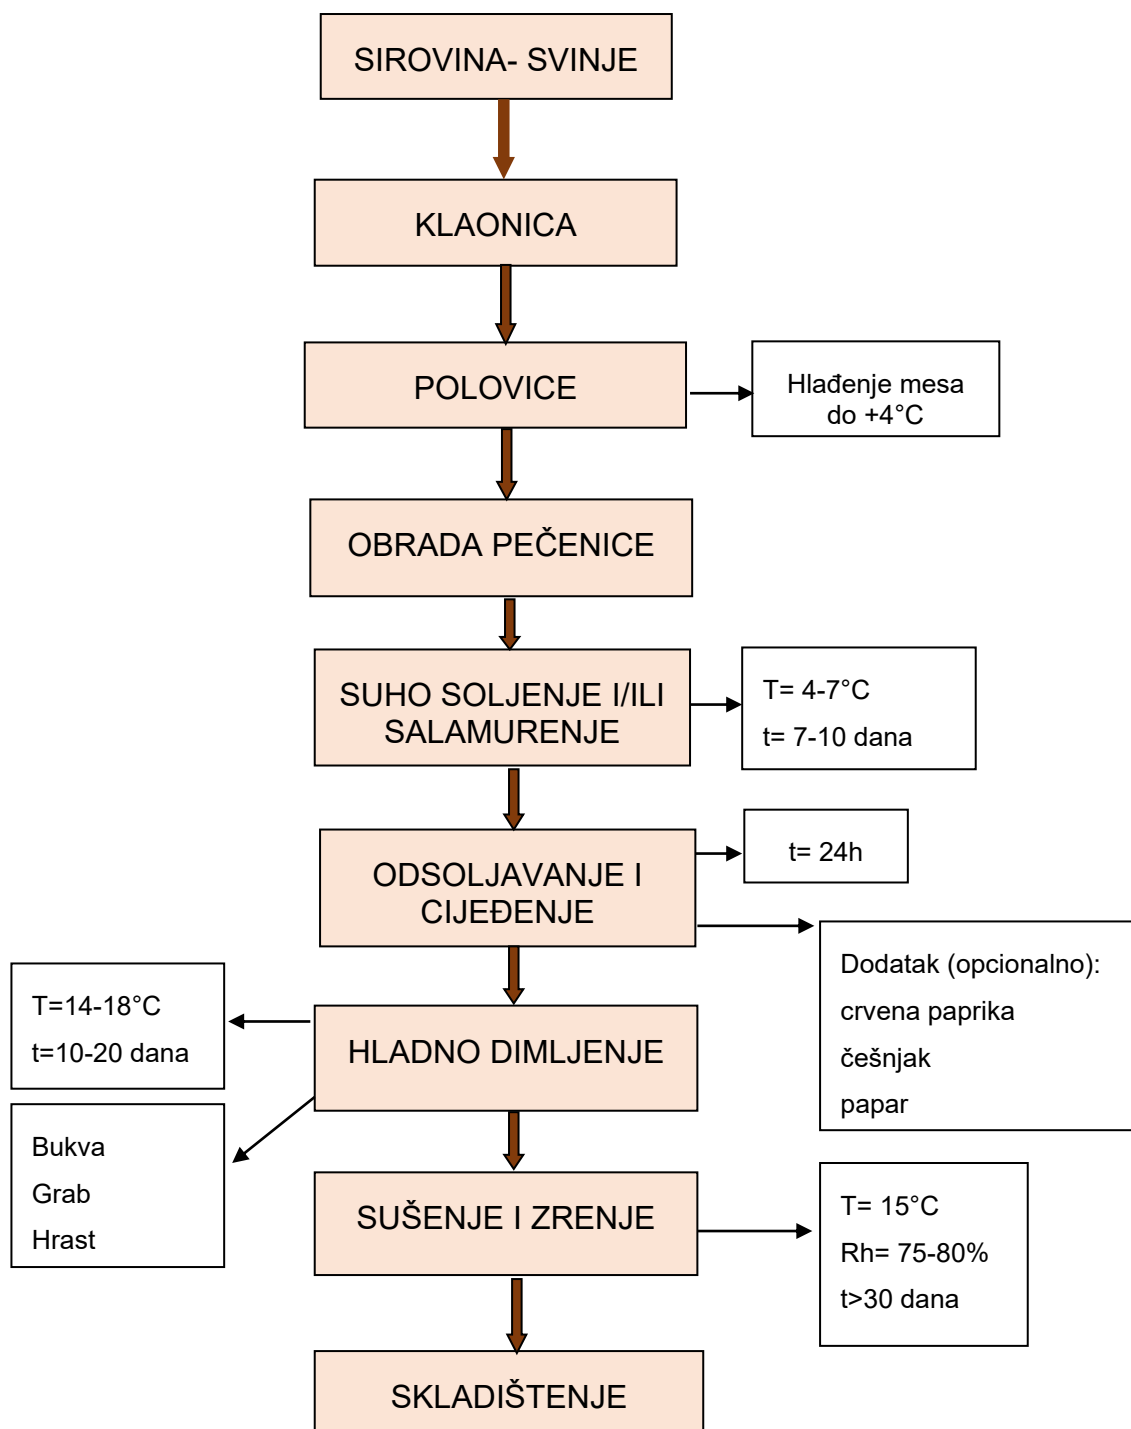 SIROVINA- SVINJE
KLAONICA
POLOVICE
Hlađenje mesa
do +4°C
OBRADA PEČENICE
SUHO SOLJENJE I/ILI
SALAMURENJE
T= 4-7°C
t= 7-10 dana
ODSOLJAVANJE I
CIJEĐENJE
t= 24h
Dodatak (opcionalno):
crvena paprika
češnjak
papar
HLADNO DIMLJENJE
T=14-18°C
t=10-20 dana
Bukva
Grab
Hrast
SUŠENJE I ZRENJE
T= 15°C
Rh= 75-80%
t>30 dana
SKLADIŠTENJE